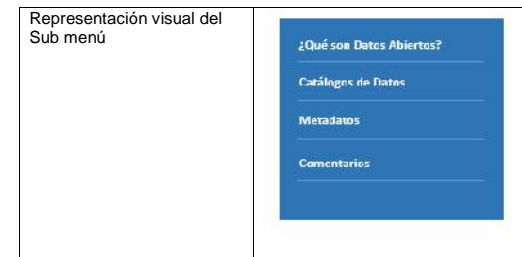 Representación visual del
Sub menú
¿Qué son Datos Abiertos?
Catálogos de Datos
Metadatos
Comentarios